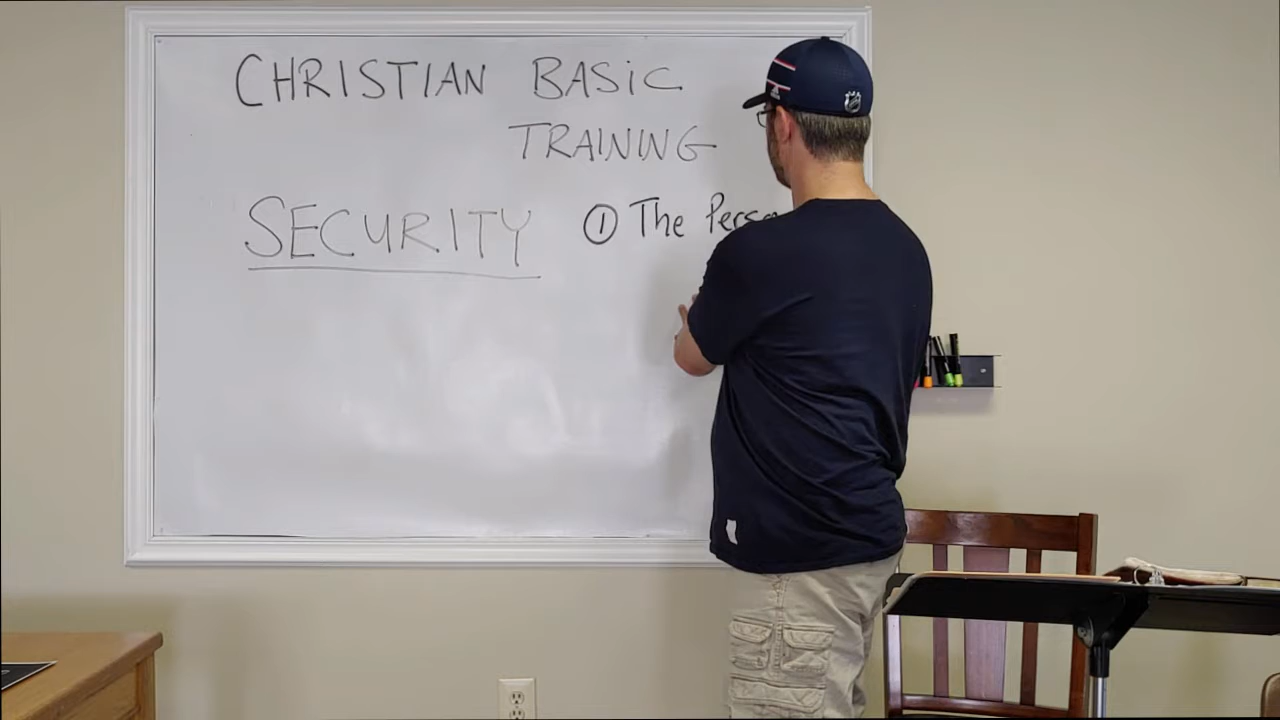 CHRISTIAN BASiC
TRAINING
SECURITY ① The